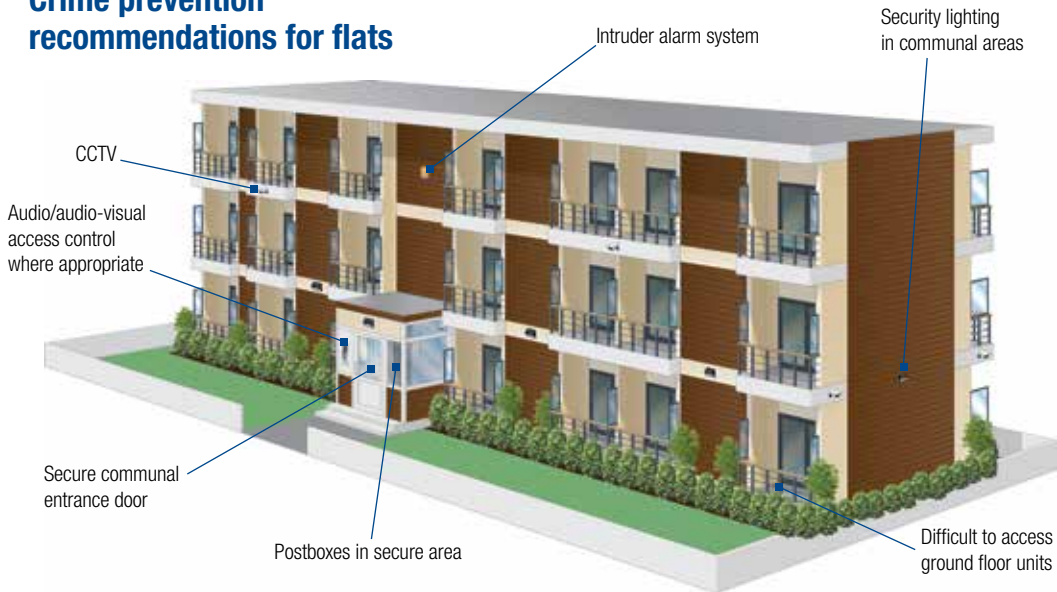 Crime prevention
recommendations for flats
Intruder alarm system
Security lighting
in communal areas
CCTV
Audio/audio-visual
access control
where appropriate
Secure communal
entrance door
Postboxes in secure area
Difficult to access
ground floor units